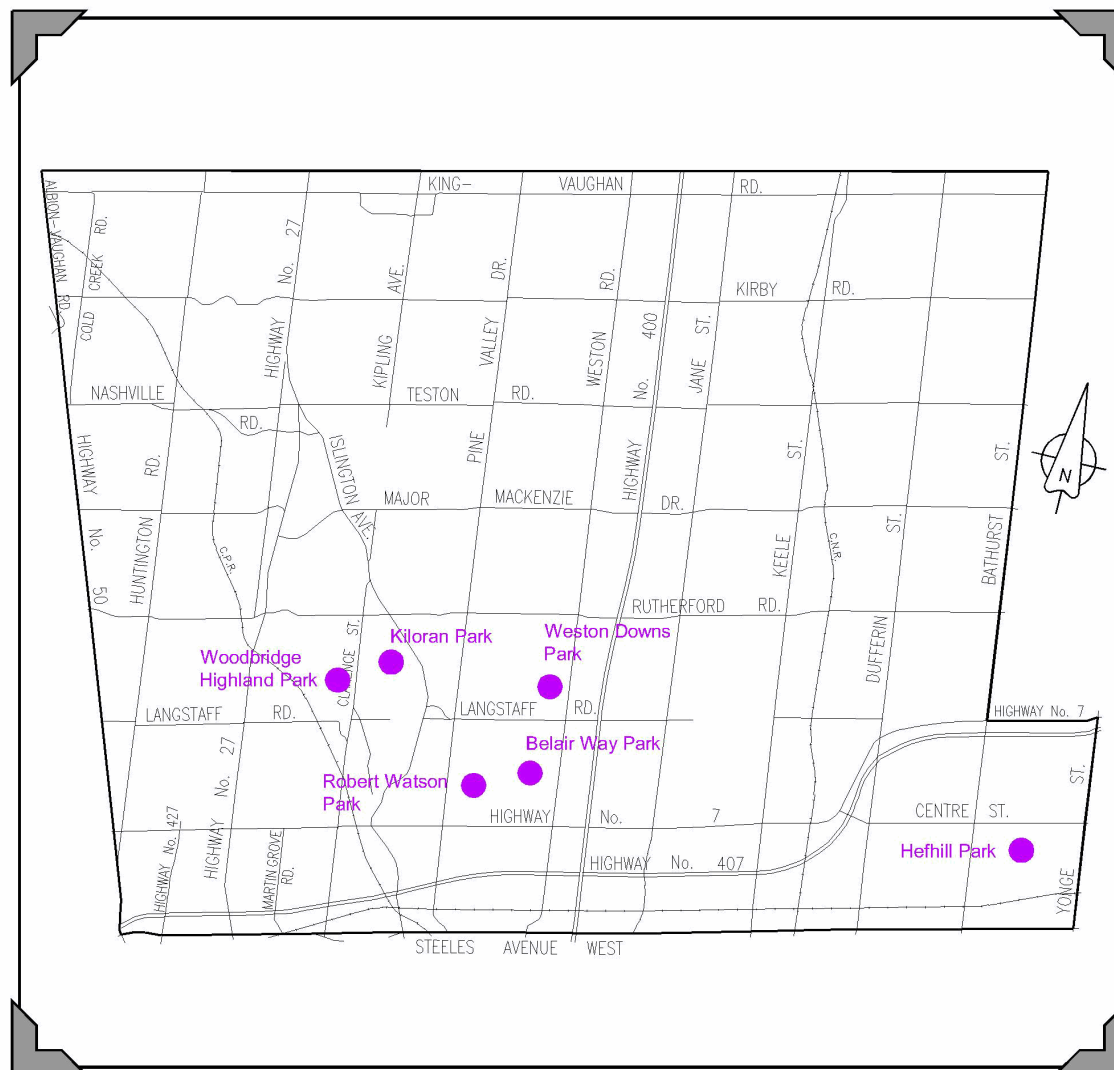 KING- VAUGHAN RD.
ALBION-VAUGHAN RD.
COLD CREEK RD.
HIGHWAY No. 27
KIPLING AVE.
PINE VALLEY DR.
WESTON RD.
HIGHWAY No. 400
JANE ST.
KIRBY RD.
NASHVILLE RD.
TESTON RD.
HIGHWAY No. 50
HUNTINGTON RD.
ISLINGTON AVE.
MAJOR MACKENZIE DR.
KEELE ST.
C.N.R.
DUFFERIN ST.
BATHURST ST.
N
C.P.R.
RUTHERFORD RD.
CLARENCE ST.
Kiloran Park
Weston Downs
Park
Woodbridge
Highland Park
LANGSTAFF RD.
LANGSTAFF RD.
HIGHWAY No. 7
Belair Way Park
Robert Watson
Park
HIGHWAY No. 27
HIGHWAY No. 7
CENTRE ST.
YONGE ST.
HIGHWAY No. 427
MARTIN GROVE
RD.
HIGHWAY No. 407
Hefhill Park
STEELES AVENUE WEST